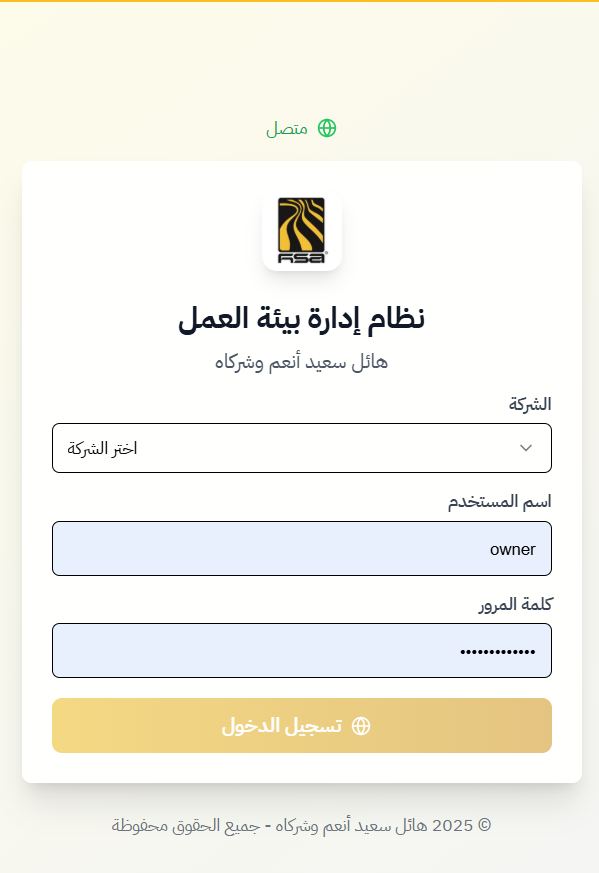 متصل
HSA
نظام إدارة بيئة العمل
هائل سعيد أنعم وشركاه
الشركة
اختر الشركة
اسم المستخدم
owner
كلمة المرور
•••••••••••••
تسجيل الدخول
© 2025 هائل سعيد أنعم وشركاه - جميع الحقوق محفوظة